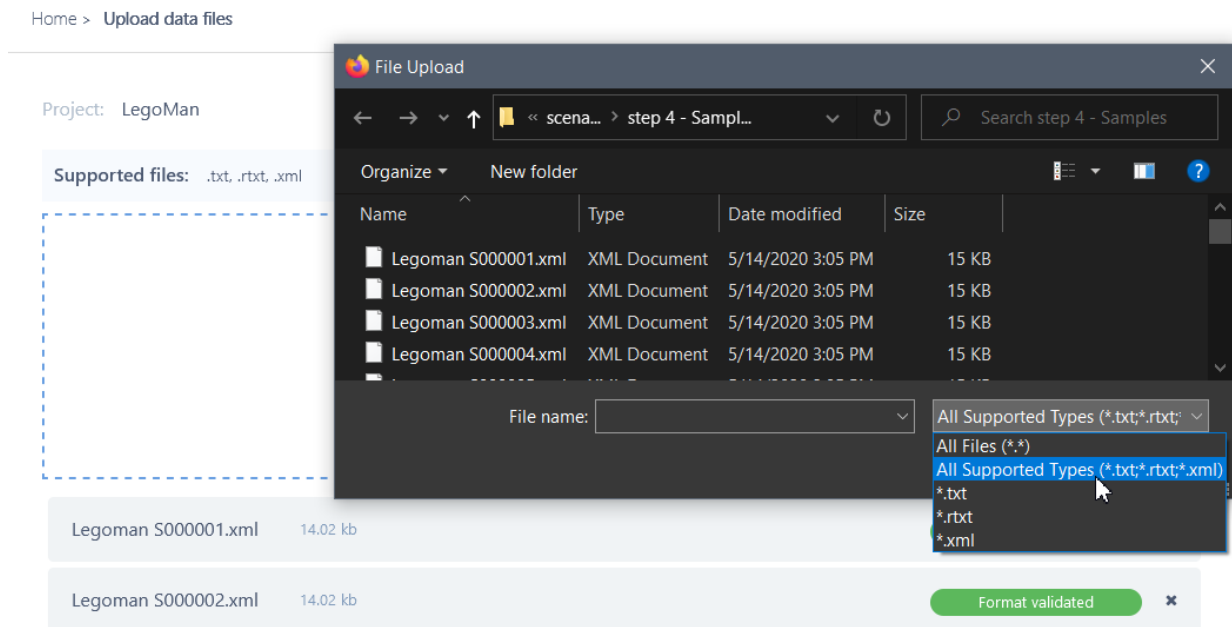 Home > Upload data files
File Upload
Project: LegoMan
« scena... > step 4 - Sampl...
Search step 4 - Samples
Supported files: .txt, .rtxt, .xml
Organize New folder
?
Name Type Date modified Size
Legoman S000001.xml XML Document 5/14/2020 3:05 PM 15 KB
Legoman S000002.xml XML Document 5/14/2020 3:05 PM 15 KB
Legoman S000003.xml XML Document 5/14/2020 3:05 PM 15 KB
Legoman S000004.xml XML Document 5/14/2020 3:05 PM 15 KB
File name:
All Supported Types (*.txt;*.rtxt;*
All Files (*.*)
All Supported Types (*.txt;*.rtxt;*.xml)
*.txt
*.rtxt
*.xml
Legoman S000001.xml 14.02 kb
Legoman S000002.xml 14.02 kb Format validated